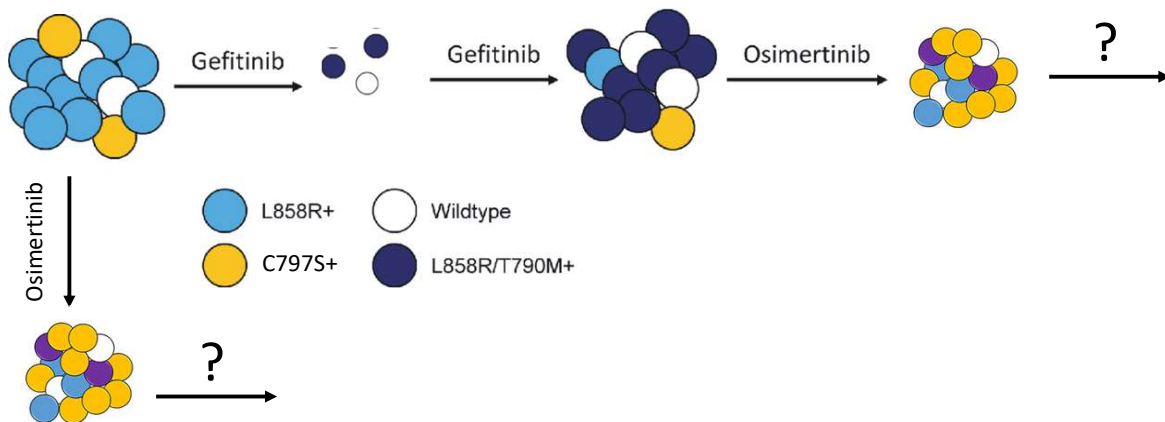 Gefitinib
Gefitinib
Osimertinib
?
Osimertinib
L858R+
Wildtype
C797S+
L858R/T790M+
?